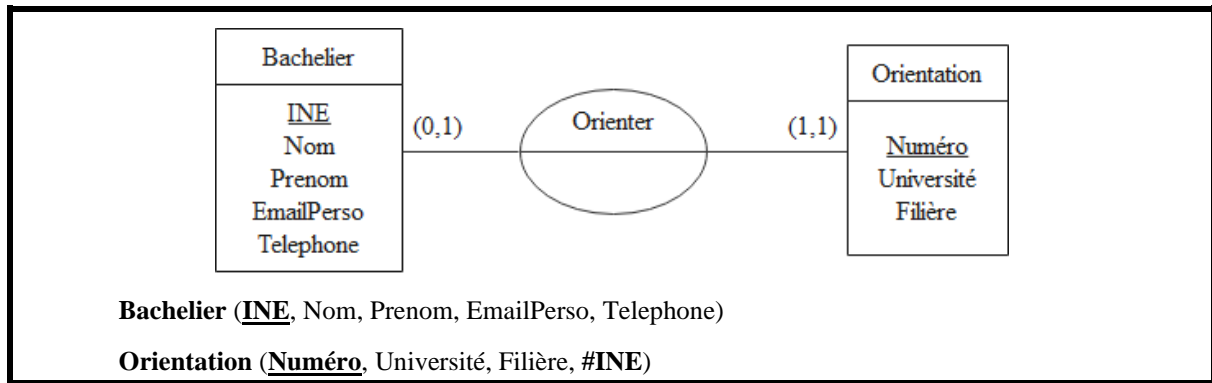 Bachelier
INE
Nom
Prenom
EmailPerso
Telephone
(0,1)
Orienter
(1,1)
Orientation
Numéro
Université
Filière
Bachelier (INE, Nom, Prenom, EmailPerso, Telephone)
Orientation (Numéro, Université, Filière, #INE)